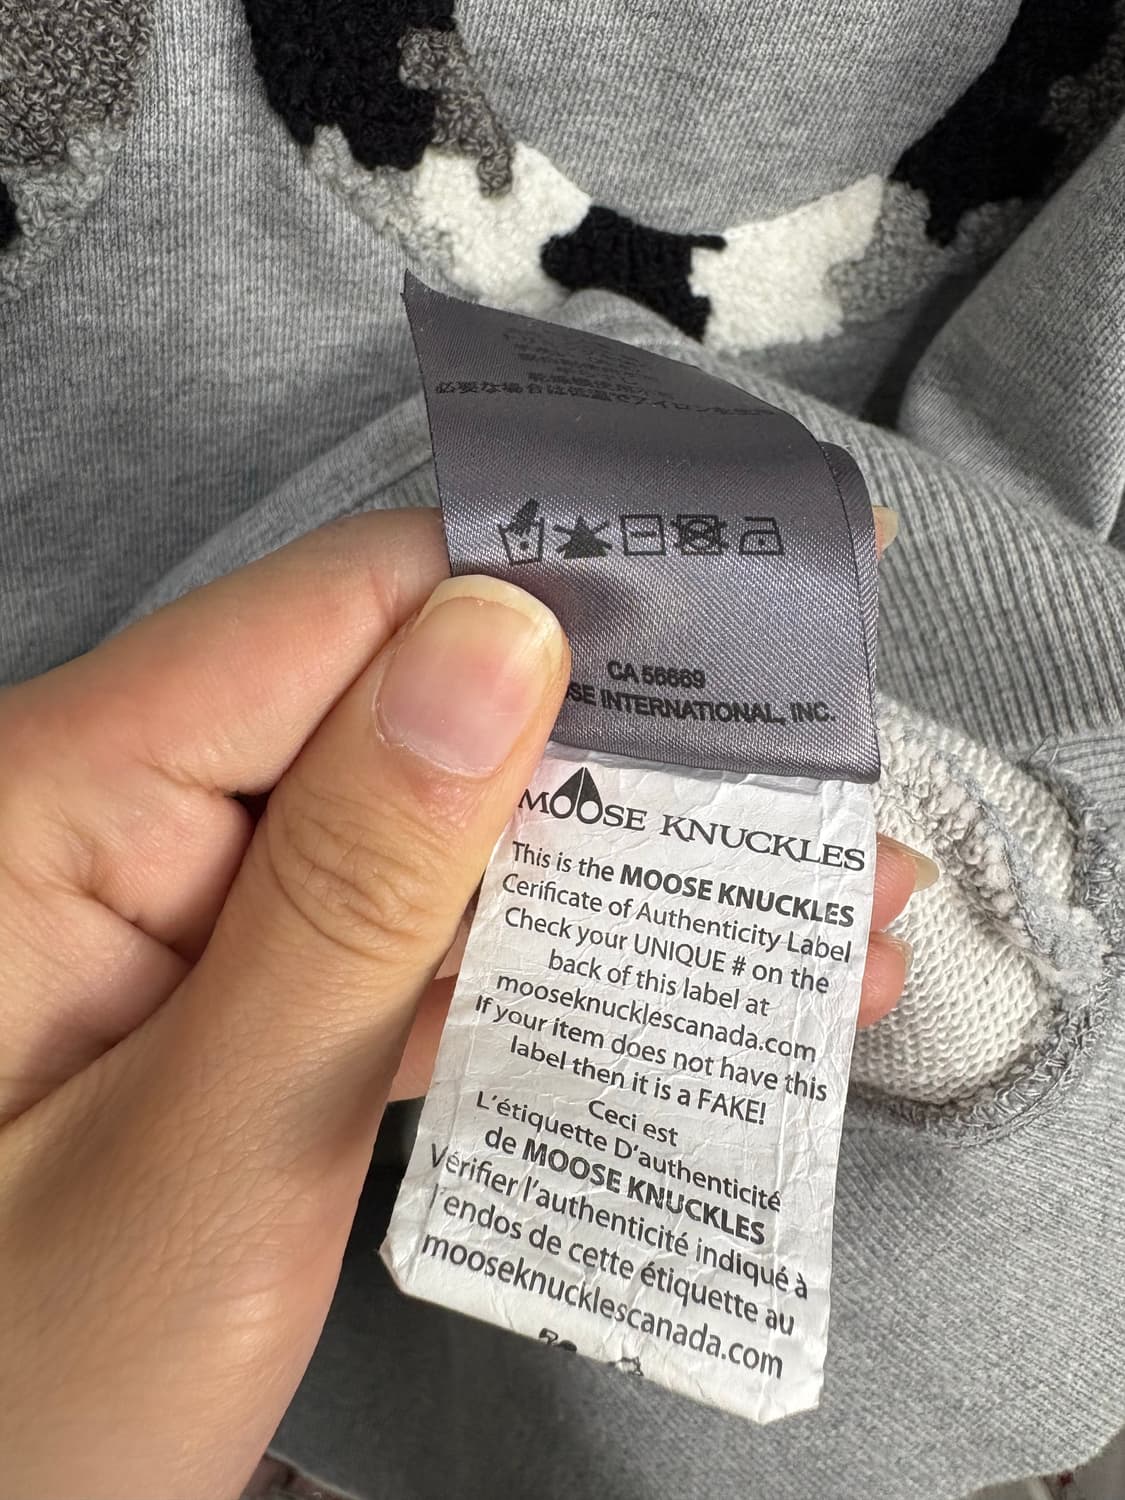 必要な場合は低温でアイロンを使用
CA 56669
SE INTERNATIONAL, INC.
MOOSE KNUCKLES
This is the MOOSE KNUCKLES
Cerificate of Authenticity Label
Check your UNIQUE # on the
back of this label at
mooseknucklescanada.com
If your item does not have this
label then it is a FAKE!
Ceci est
L'étiquette D'authenticité
de MOOSE KNUCKLES
Vérifier l'authenticité indiqué à
l'endos de cette étiquette au
mooseknucklescanada.com